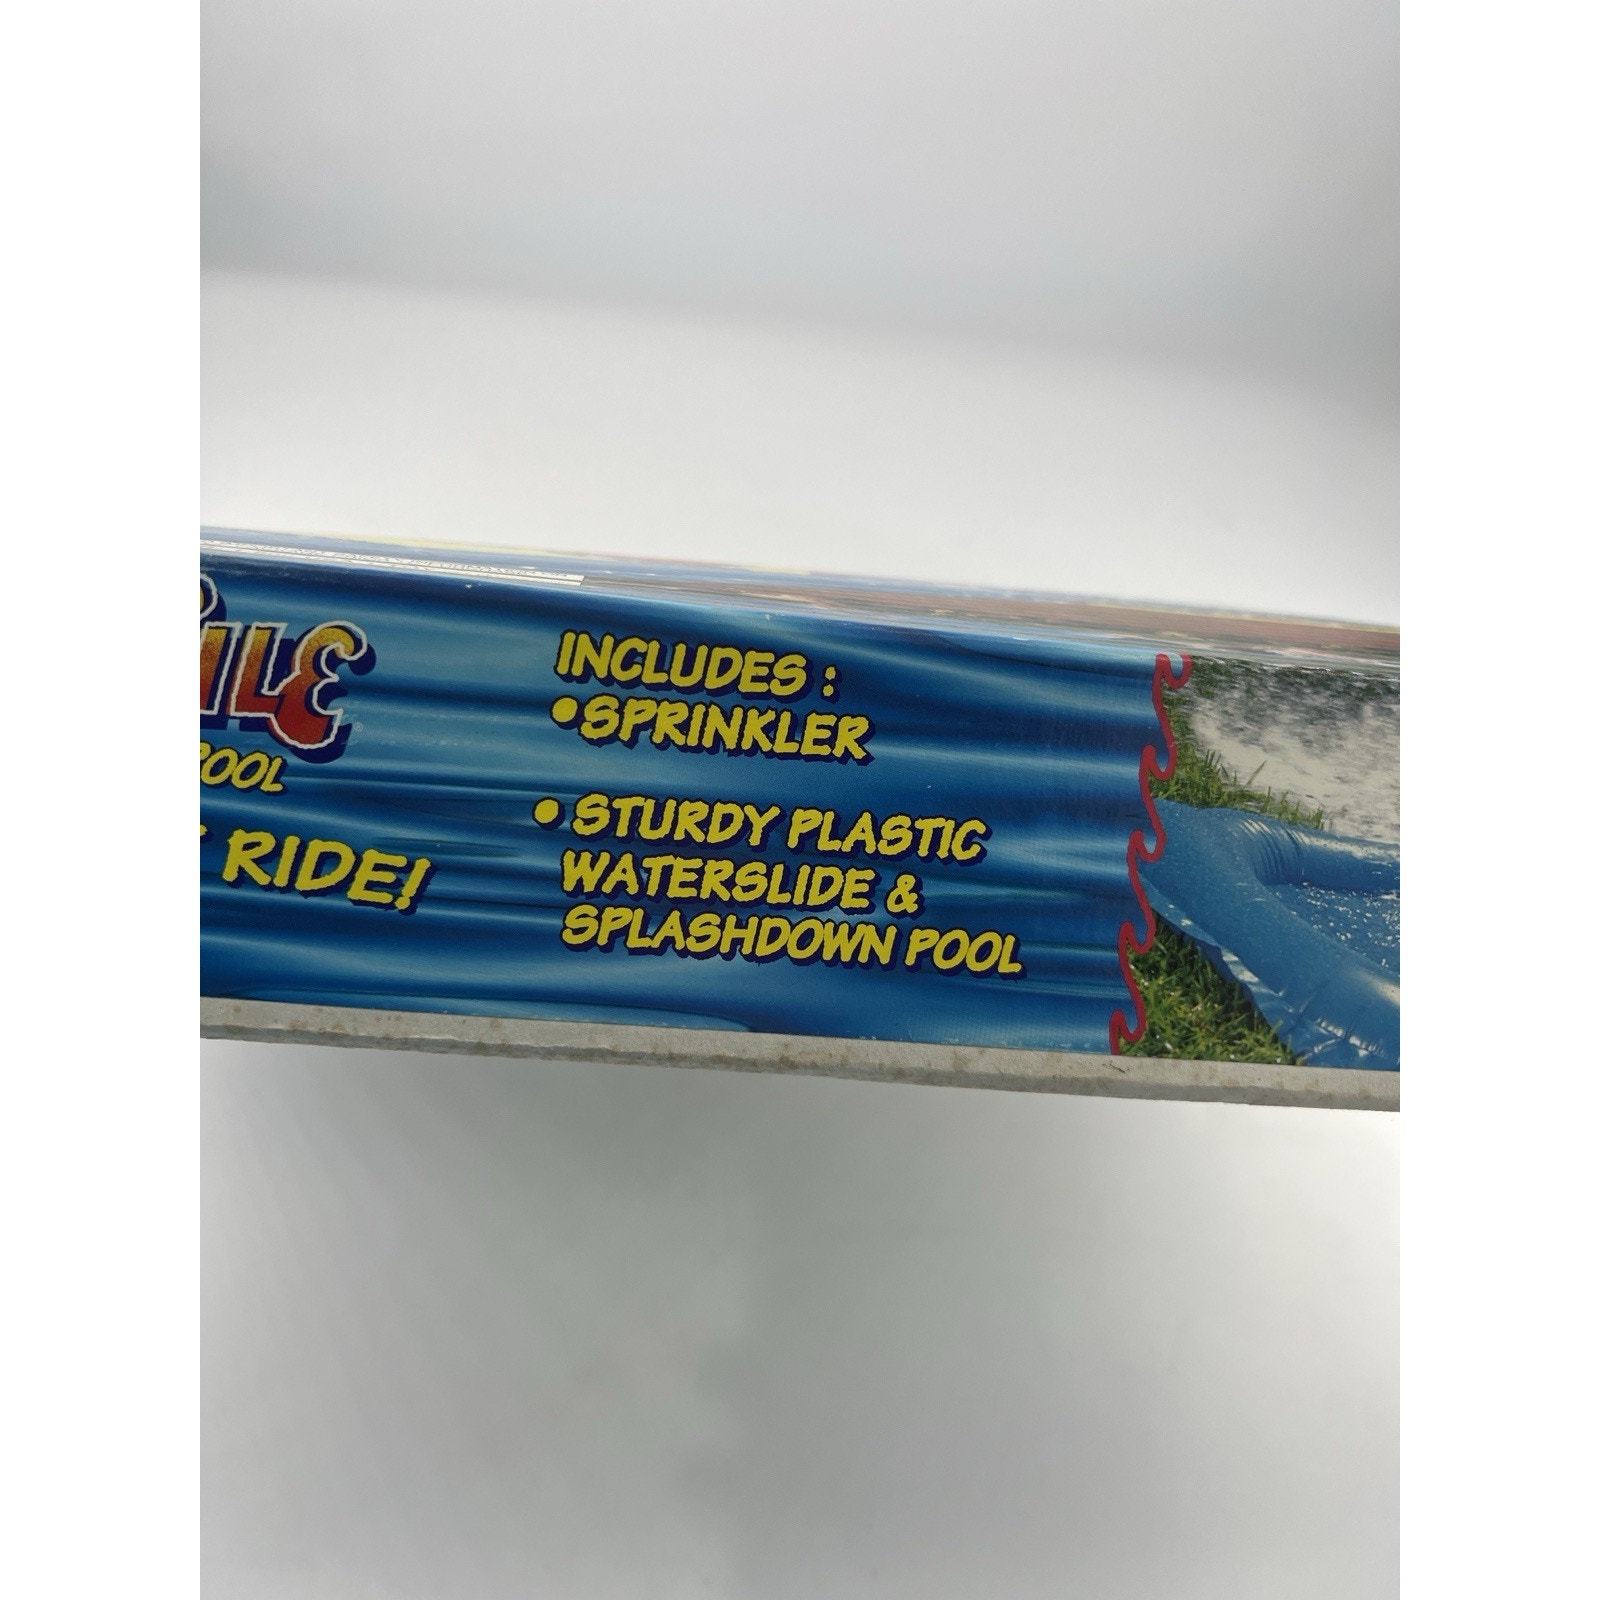 RIDE!
INCLUDES :
•SPRINKLER
• STURDY PLASTIC
WATERSLIDE &
SPLASHDOWN POOL